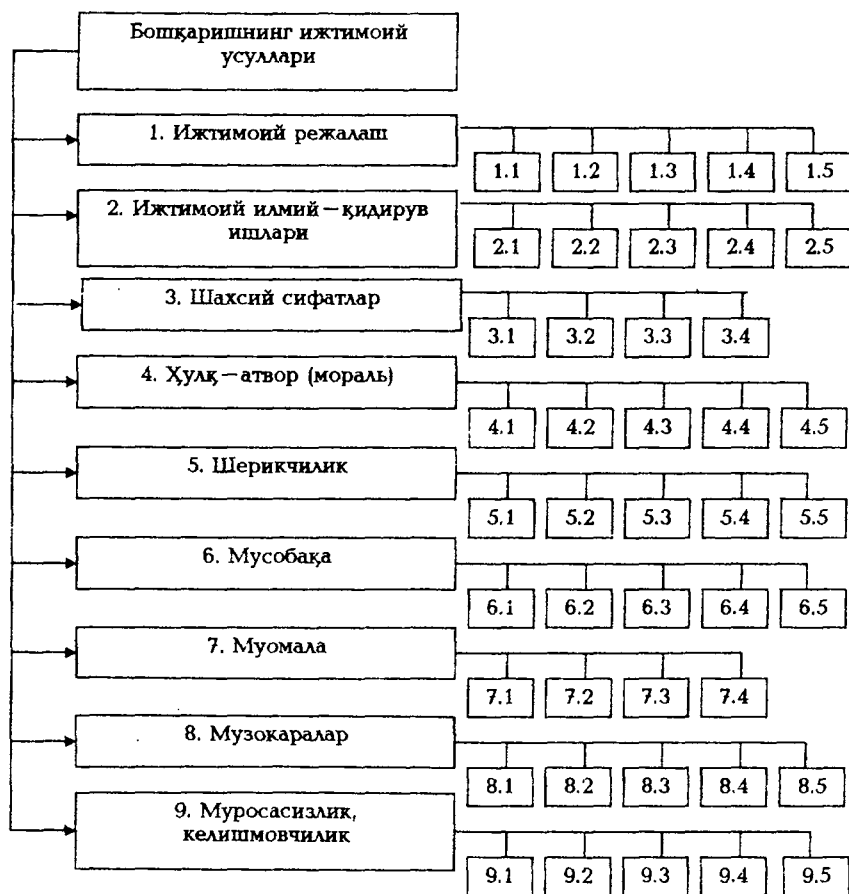 Бошқаришнинг ижтимоий
усуллари
1. Ижтимоий режалаш
1.1 1.2 1.3 1.4 1.5
2. Ижтимоий илмий—қидирув
ишлари
2.1 2.2 2.3 2.4 2.5
3. Шахсий сифатлар
3.1 3.2 3.3 3.4
4. Ҳулқ—атвор (мораль)
4.1 4.2 4.3 4.4 4.5
5. Шерикчилик
5.1 5.2 5.3 5.4 5.5
6. Мусобақа
6.1 6.2 6.3 6.4 6.5
7. Муомала
7.1 7.2 7.3 7.4
8. Музокаралар
8.1 8.2 8.3 8.4 8.5
9. Муросасизлик,
келишмовчилик
9.1 9.2 9.3 9.4 9.5